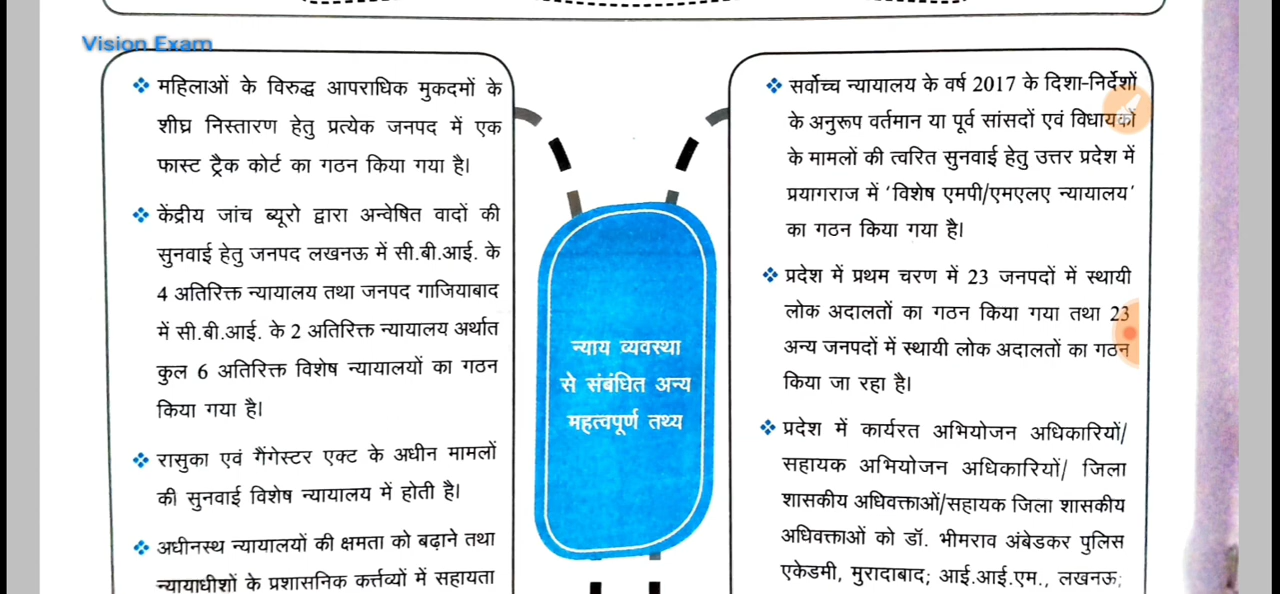 Vision Exam
❖ महिलाओं के विरुद्ध आपराधिक मुकदमों के
शीघ्र निस्तारण हेतु प्रत्येक जनपद में एक
फास्ट ट्रैक कोर्ट का गठन किया गया है।
❖ केंद्रीय जांच ब्यूरो द्वारा अन्वेषित वादों की
सुनवाई हेतु जनपद लखनऊ में सी.बी.आई. के
4 अतिरिक्त न्यायालय तथा जनपद गाजियाबाद
में सी.बी.आई. के 2 अतिरिक्त न्यायालय अर्थात
कुल 6 अतिरिक्त विशेष न्यायालयों का गठन
किया गया है।
❖ रासुका एवं गैंगेस्टर एक्ट के अधीन मामलों
की सुनवाई विशेष न्यायालय में होती है।
❖ अधीनस्थ न्यायालयों की क्षमता को बढ़ाने तथा
न्यायाधीशों के प्रशासनिक कर्त्तव्यों में सहायता
न्याय व्यवस्था
से संबंधित अन्य
महत्वपूर्ण तथ्य
❖ सर्वोच्च न्यायालय के वर्ष 2017 के दिशा-निर्देशों
के अनुरूप वर्तमान या पूर्व सांसदों एवं विधायकों
के मामलों की त्वरित सुनवाई हेतु उत्तर प्रदेश में
प्रयागराज में ‘विशेष एमपी/एमएलए न्यायालय’
का गठन किया गया है।
❖ प्रदेश में प्रथम चरण में 23 जनपदों में स्थायी
लोक अदालतों का गठन किया गया तथा 23
अन्य जनपदों में स्थायी लोक अदालतों का गठन
किया जा रहा है।
❖ प्रदेश में कार्यरत अभियोजन अधिकारियों/
सहायक अभियोजन अधिकारियों/ जिला
शासकीय अधिवक्ताओं/सहायक जिला शासकीय
अधिवक्ताओं को डॉ. भीमराव अंबेडकर पुलिस
एकेडमी, मुरादाबाद; आई.आई.एम., लखनऊ;